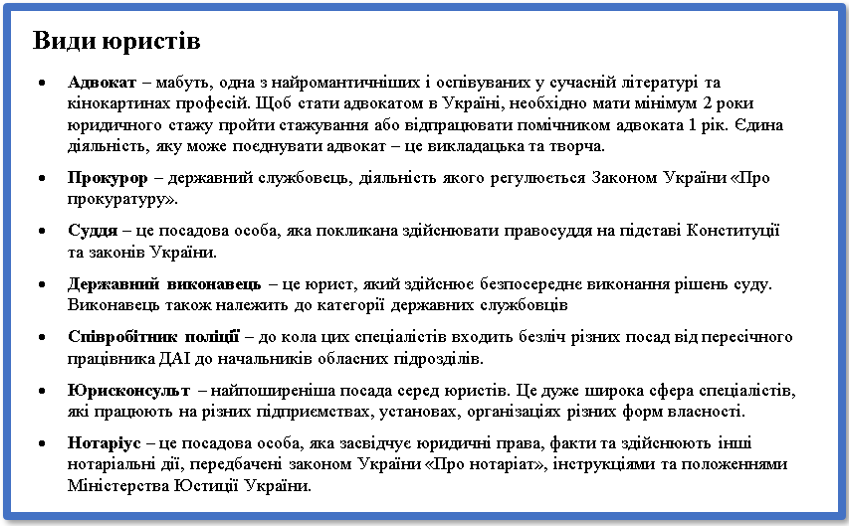 Види юристів
• Адвокат – мабуть, одна з найромантичніших і оспівуваних у сучасній літературі та
кінокартинах професій. Щоб стати адвокатом в Україні, необхідно мати мінімум 2 роки
юридичного стажу пройти стажування або відпрацювати помічником адвоката 1 рік. Єдина
діяльність, яку може поєднувати адвокат – це викладацька та творча.
• Прокурор – державний службовець, діяльність якого регулюється Законом України «Про
прокуратуру».
• Суддя – це посадова особа, яка покликана здійснювати правосуддя на підставі Конституції
та законів України.
• Державний виконавець – це юрист, який здійснює безпосереднє виконання рішень суду.
Виконавець також належить до категорії державних службовців
• Співробітник поліції – до кола цих спеціалістів входить безліч різних посад від пересічного
працівника ДАІ до начальників обласних підрозділів.
• Юрисконсульт – найпоширеніша посада серед юристів. Це дуже широка сфера спеціалістів,
які працюють на різних підприємствах, установах, організаціях різних форм власності.
• Нотаріус – це посадова особа, яка засвідчує юридичні права, факти та здійснюють інші
нотаріальні дії, передбачені законом України «Про нотаріат», інструкціями та положеннями
Міністерства Юстиції України.